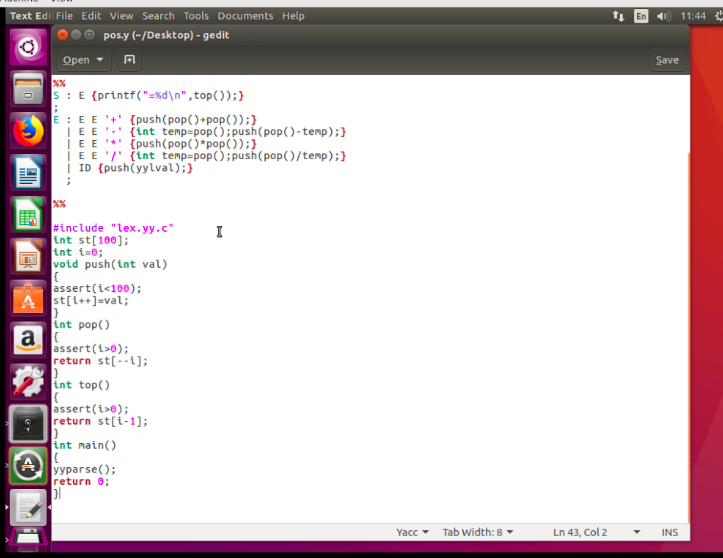 Machine View
Text Edi File Edit View Search Tools Documents Help En 11:44
pos.y (~/Desktop) - gedit
Open Save
%%
S : E {printf("=%d\n",top());}
;
E : E E '+' {push(pop()+pop());}
| E E '-' {int temp=pop();push(pop()-temp);}
| E E '*' {push(pop()*pop());}
| E E '/' {int temp=pop();push(pop()/temp);}
| ID {push(yylval);}
;
%%
#include "lex.yy.c"
int st[100];
int i=0;
void push(int val)
{
assert(i<100);
st[i++]=val;
}
int pop()
{
assert(i>0);
return st[--i];
}
int top()
{
assert(i>0);
return st[i-1];
}
int main()
{
yyparse();
return 0;
}
Yacc Tab Width: 8 Ln 43, Col 2 INS